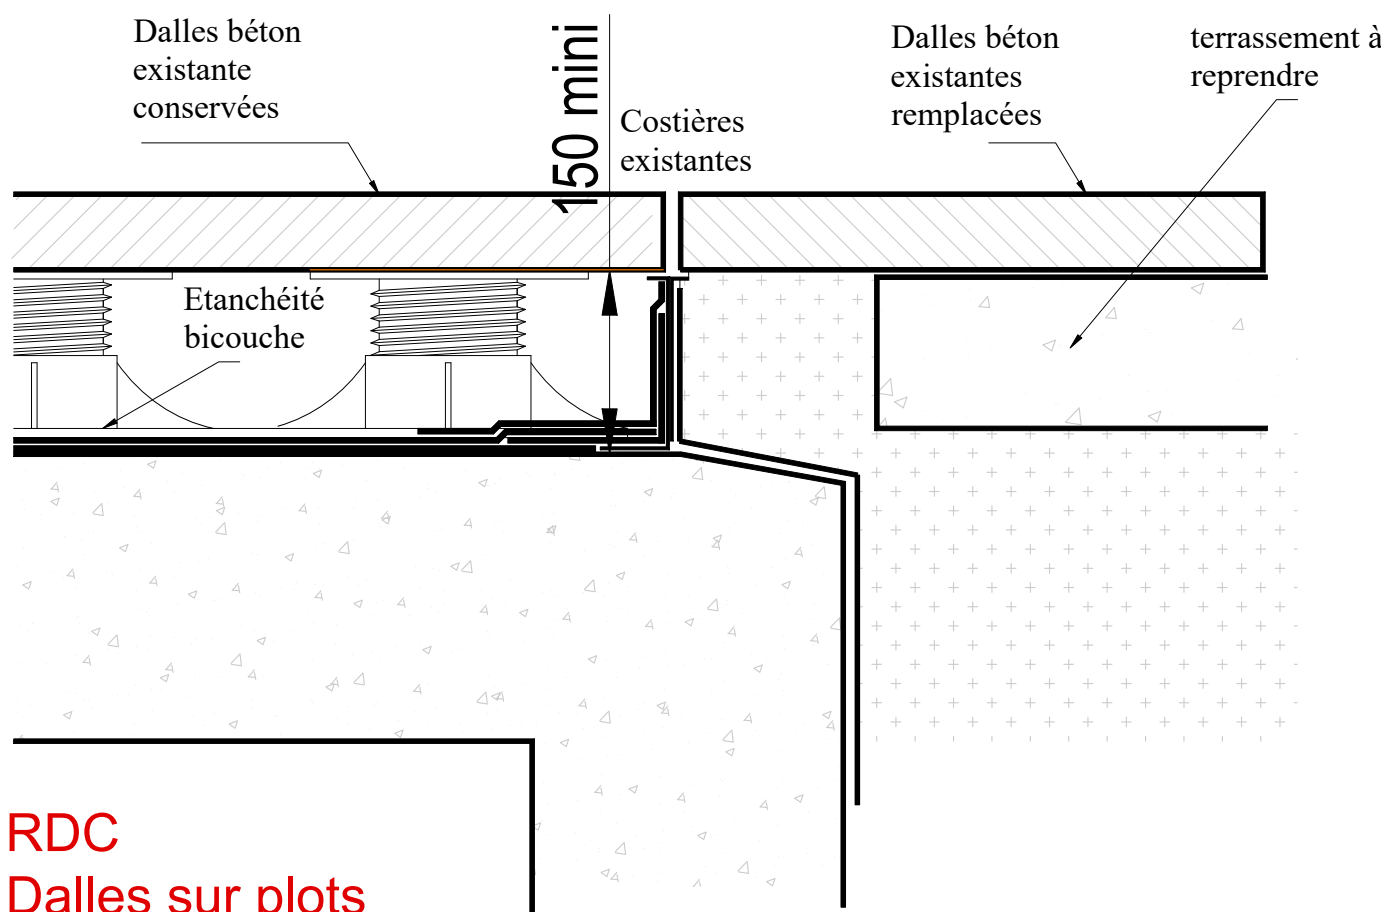 Dalles béton
existante
conservées
150 mini
Costières
existantes
Dalles béton
existantes
remplacées
terrassement à
reprendre
Etanchéité
bicouche
RDC
Dalles sur plots